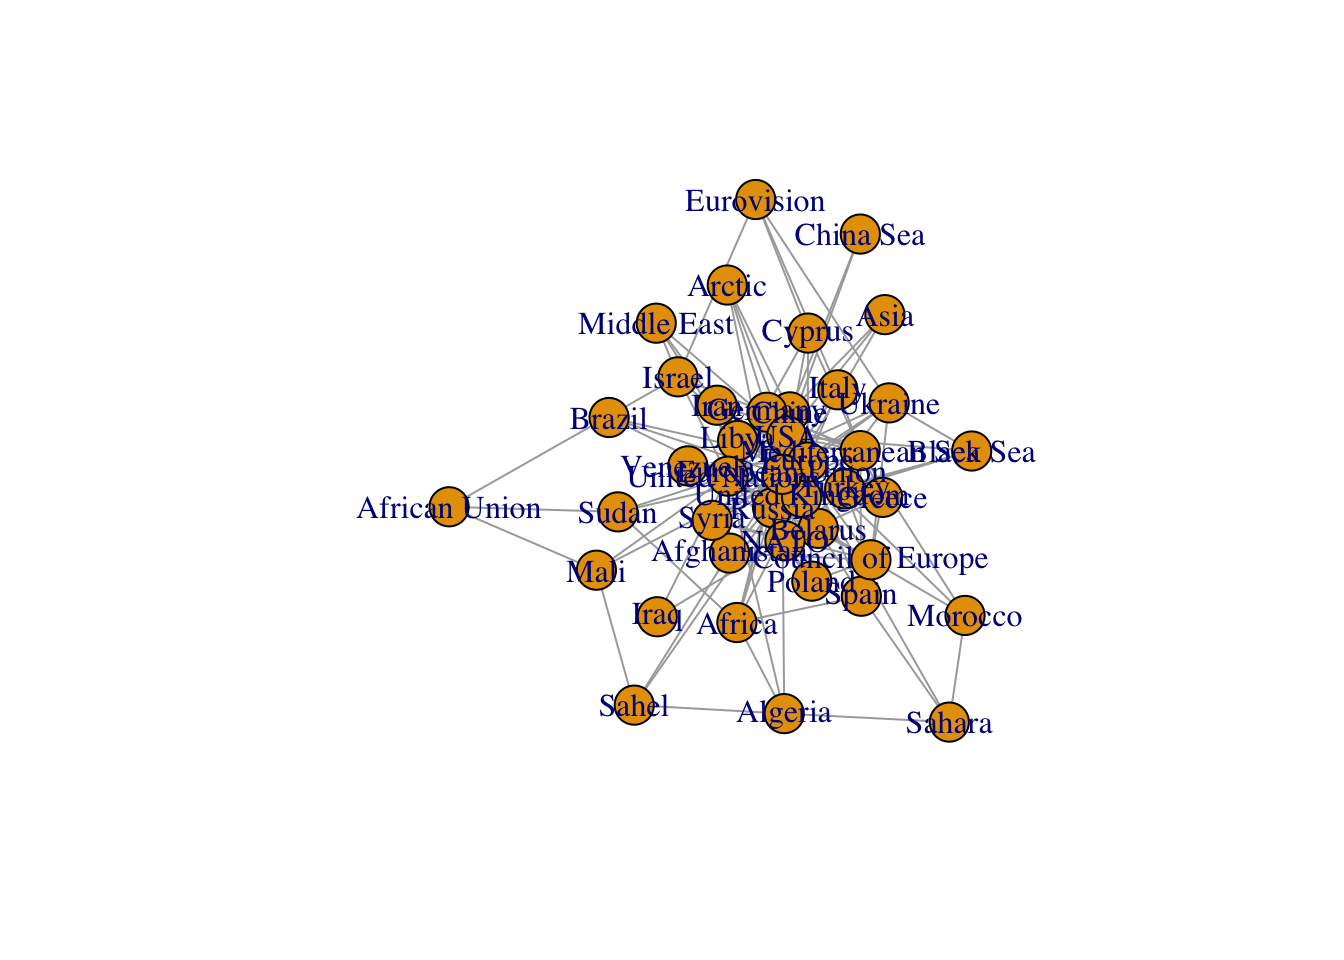 Eurovision
China Sea
Arctic
Asia
Middle East
Cyprus
Israel
Italy
Iran
Ukraine
Germany
China
Brazil
Libya
USA
Mediterranean Sea
Black Sea
Europe
Venezuela
European Union
United Nations
Turkey
United Kingdom
Greece
African Union
Sudan
Russia
Syria
Belarus
NATO
Afghanistan
Council of Europe
Mali
Poland
Spain
Iraq
Africa
Morocco
Sahel
Algeria
Sahara